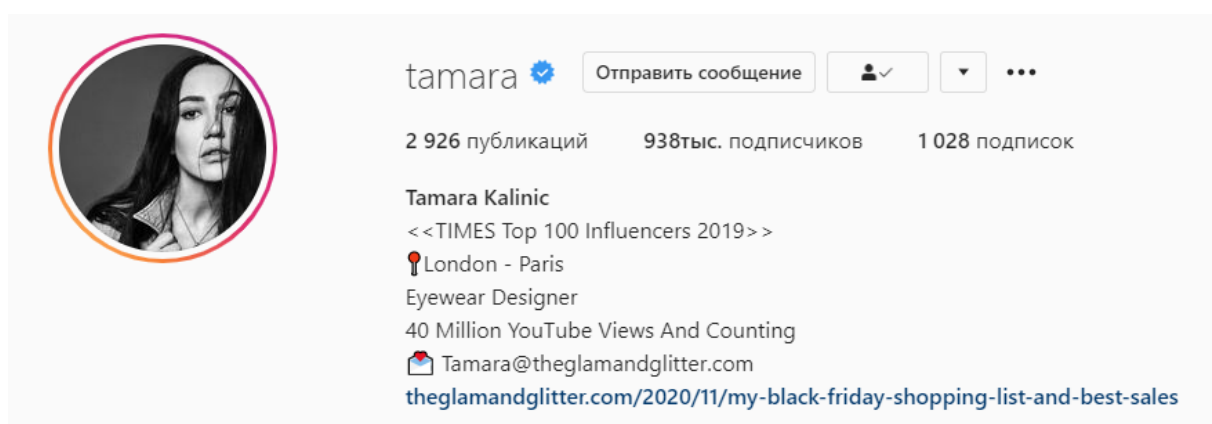 tamara Отправить сообщение
2 926 публикаций 938тыс. подписчиков 1 028 подписок
Tamara Kalinic
<<TIMES Top 100 Influencers 2019>>
London - Paris
Eyewear Designer
40 Million YouTube Views And Counting
Tamara@theglamandglitter.com
theglamandglitter.com/2020/11/my-black-friday-shopping-list-and-best-sales